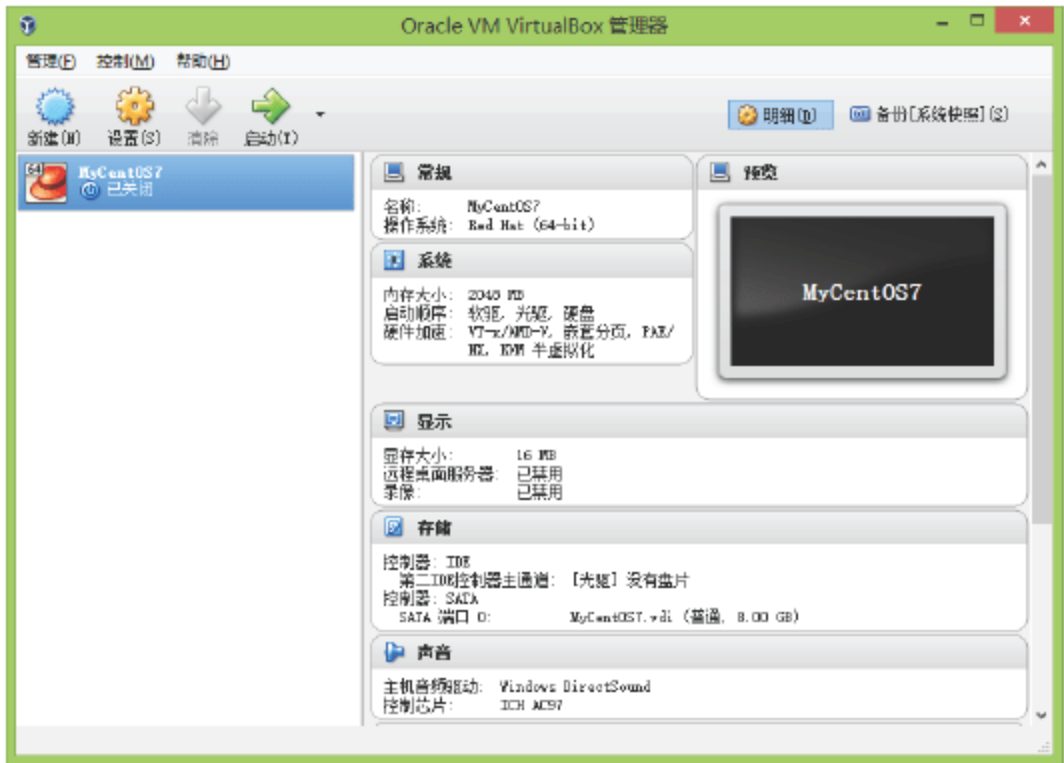 Oracle VM VirtualBox 管理器
管理(F) 控制(M) 帮助(H)
新建(N) 设置(S) 清除 启动(T)
明细(D) 备份[系统快照](S)
64
MyCentOS7
已关闭
常规
名称: MyCentOS7
操作系统: Red Hat (64-bit)
系统
内存大小: 2048 MB
启动顺序: 软驱, 光驱, 硬盘
硬件加速: VT-x/AMD-V, 嵌套分页, PAE/
NX, KVM 半虚拟化
预览
MyCentOS7
显示
显存大小: 16 MB
远程桌面服务器: 已禁用
录像: 已禁用
存储
控制器: IDE
第二IDE控制器主通道: [光驱] 没有盘片
控制器: SATA
SATA 端口 0: MyCentOS7.vdi (普通, 8.00 GB)
声音
主机音频驱动: Windows DirectSound
控制芯片: ICH AC97